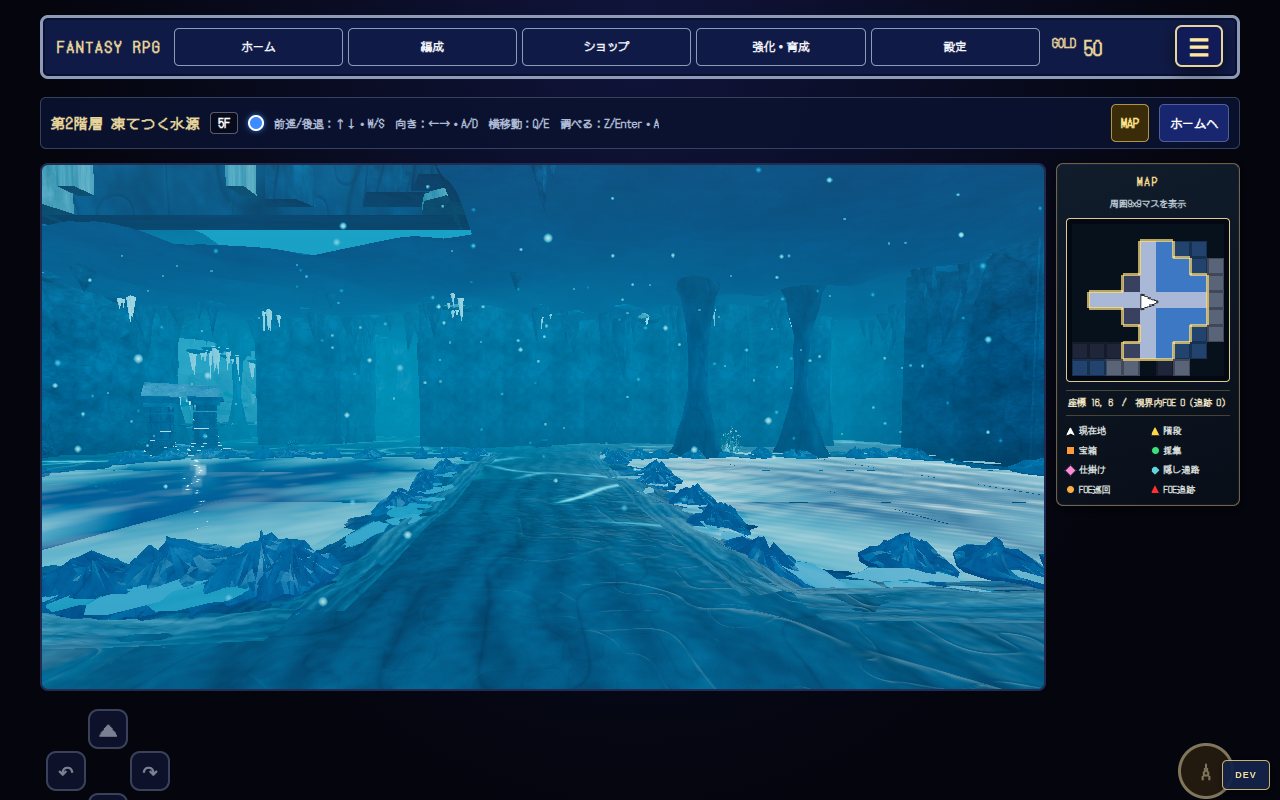 FANTASY RPG
ホーム
編成
ショップ
強化・育成
設定
GOLD 50
第2階層 凍てつく水源
5F
前進/後退：↑↓・W/S 向き：←→・A/D 横移動：Q/E 調べる：Z/Enter・A
MAP
ホームへ
MAP
周囲9x9マスを表示
座標 16, 6 / 視界内FOE 0 (追跡 0)
現在地
階段
宝箱
採集
仕掛け
隠し通路
FOE巡回
FOE追跡
A
DEV